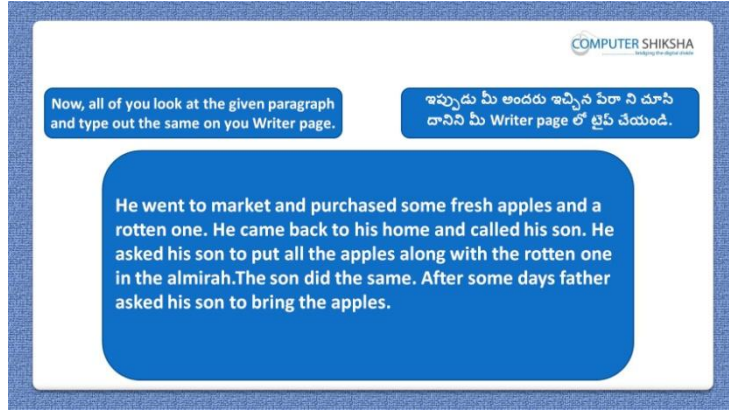 COMPUTER SHIKSHA
bridging the digital divide
Now, all of you look at the given paragraph
and type out the same on you Writer page.
ఇప్పుడు మీ అందరు ఇచ్చిన పేరా ని చూసి
దానిని మీ Writer page లో టైప్ చేయండి.
He went to market and purchased some fresh apples and a
rotten one. He came back to his home and called his son. He
asked his son to put all the apples along with the rotten one
in the almirah.The son did the same. After some days father
asked his son to bring the apples.